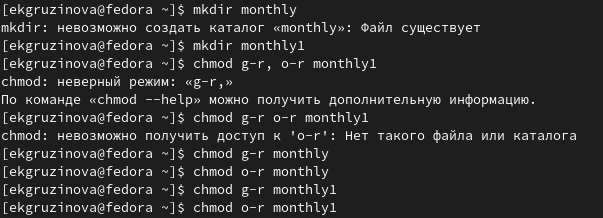 [ekgruzinova@fedora ~]$ mkdir monthly
mkdir: невозможно создать каталог «monthly»: Файл существует
[ekgruzinova@fedora ~]$ mkdir monthly1
[ekgruzinova@fedora ~]$ chmod g-r, o-r monthly1
chmod: неверный режим: «g-r,»
По команде «chmod --help» можно получить дополнительную информацию.
[ekgruzinova@fedora ~]$ chmod g-r o-r monthly1
chmod: невозможно получить доступ к 'o-r': Нет такого файла или каталога
[ekgruzinova@fedora ~]$ chmod g-r monthly
[ekgruzinova@fedora ~]$ chmod o-r monthly
[ekgruzinova@fedora ~]$ chmod g-r monthly1
[ekgruzinova@fedora ~]$ chmod o-r monthly1